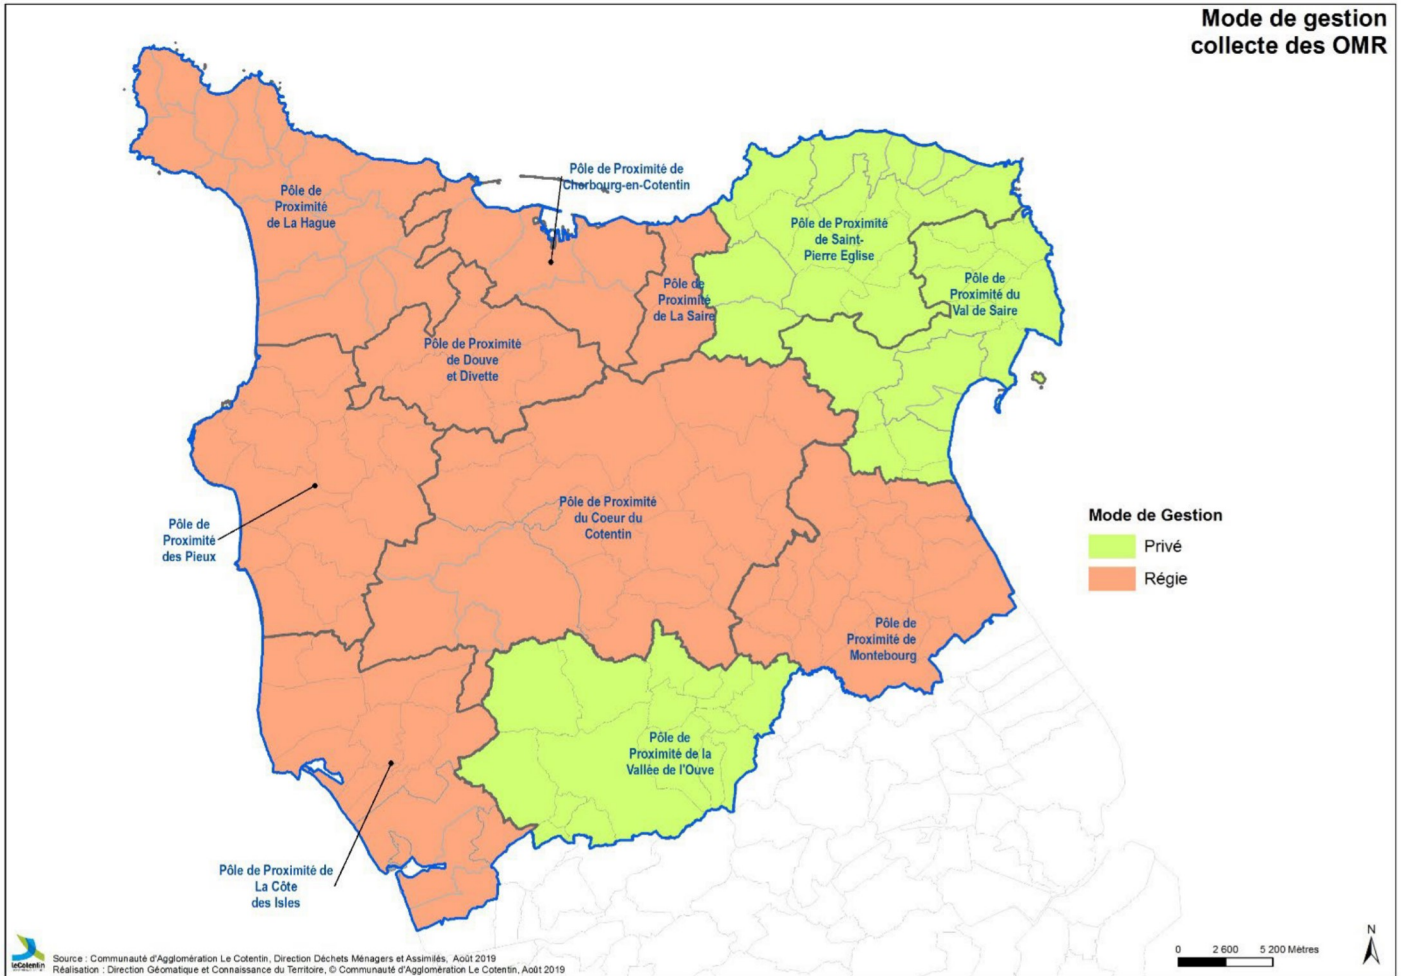 Mode de gestion
collecte des OMR
Pôle de Proximité de
Cherbourg-en-Cotentin
Pôle de
Proximité
de La Hague
Pôle de Proximité
de Saint-
Pierre Eglise
Pôle de
Proximité du
Val de Saire
Pôle de
Proximité
de La Saire
Pôle de Proximité
de Douve
et Divette
Pôle de Proximité
du Coeur du
Cotentin
Pôle de
Proximité
des Pieux
Mode de Gestion
Privé
Régie
Pôle de
Proximité de
Montebourg
Pôle de
Proximité de la
Vallée de l'Ouve
Pôle de Proximité de
La Côte
des Isles
leCotentin
Source : Communauté d'Agglomération Le Cotentin, Direction Déchets Ménagers et Assimilés, Août 2019
Réalisation : Direction Géomatique et Connaissance du Territoire, © Communauté d'Agglomération Le Cotentin, Août 2019
0 2 600 5 200 Mètres
N